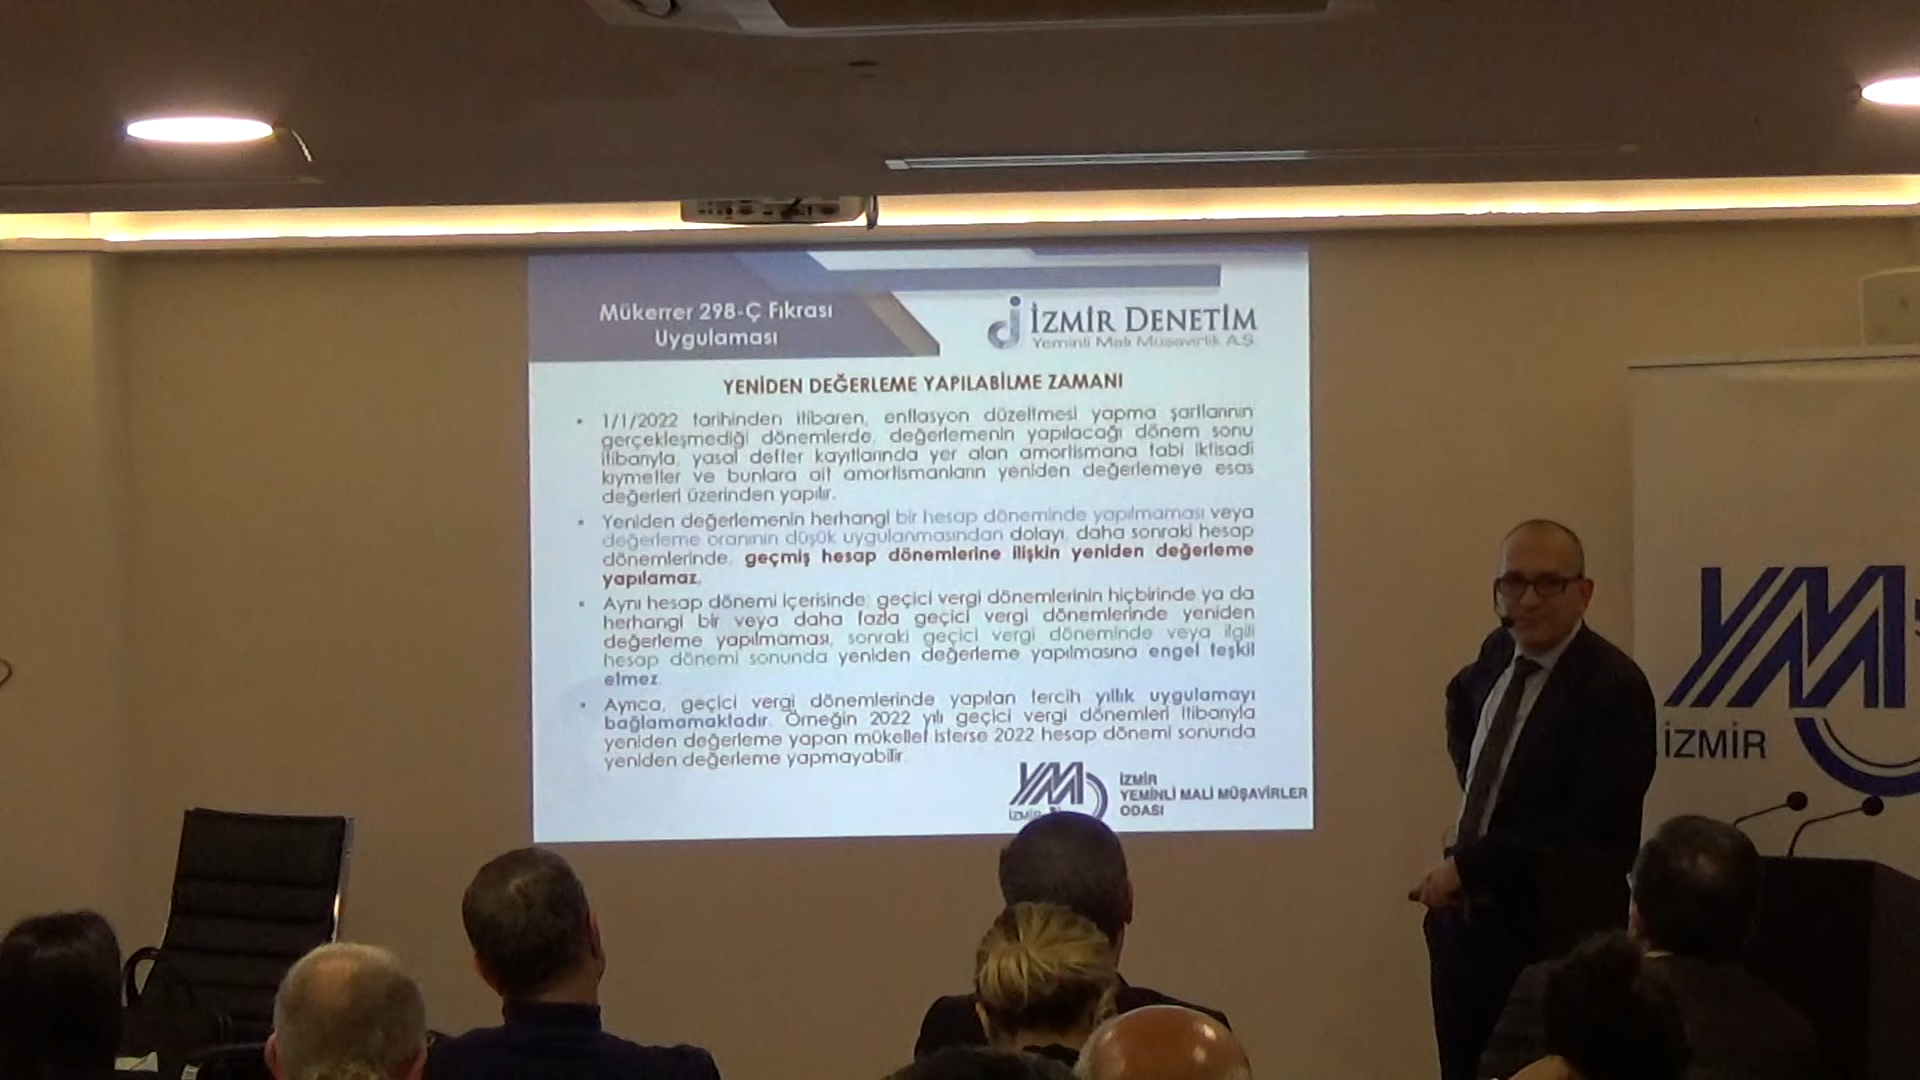 Mükerrer 298-Ç Fıkrası
Uygulaması
İZMİR DENETİM
Yeminli Mali Müşavirlik A.Ş.
YENİDEN DEĞERLEME YAPILABİLME ZAMANI
• 1/1/2022 tarihinden itibaren, enflasyon düzeltmesi yapma şartlarının
gerçekleşmediği dönemlerde, değerlemenin yapılacağı dönem sonu
itibarıyla, yasal defter kayıtlarında yer alan amortismana tabi iktisadi
kıymetler ve bunlara ait amortismanların yeniden değerlemeye esas
değerleri üzerinden yapılır.
• Yeniden değerlemenin herhangi bir hesap döneminde yapılmaması veya
değerleme oranının düşük uygulanmasından dolayı, daha sonraki hesap
dönemlerinde, geçmiş hesap dönemlerine ilişkin yeniden değerleme
yapılamaz.
• Aynı hesap dönemi içerisinde; geçici vergi dönemlerinin hiçbirinde ya da
herhangi bir veya daha fazla geçici vergi dönemlerinde yeniden
değerleme yapılmaması, sonraki geçici vergi döneminde veya ilgili
hesap dönemi sonunda yeniden değerleme yapılmasına engel teşkil
etmez.
• Ayrıca, geçici vergi dönemlerinde yapılan tercih yıllık uygulamayı
bağlamamaktadır. Örneğin 2022 yılı geçici vergi dönemleri itibarıyla
yeniden değerleme yapan mükellef isterse 2022 hesap dönemi sonunda
yeniden değerleme yapmayabilir.
YMM
İZMİR
İZMİR
YEMİNLİ MALİ MÜŞAVİRLER
ODASI
YMM
İZMİR